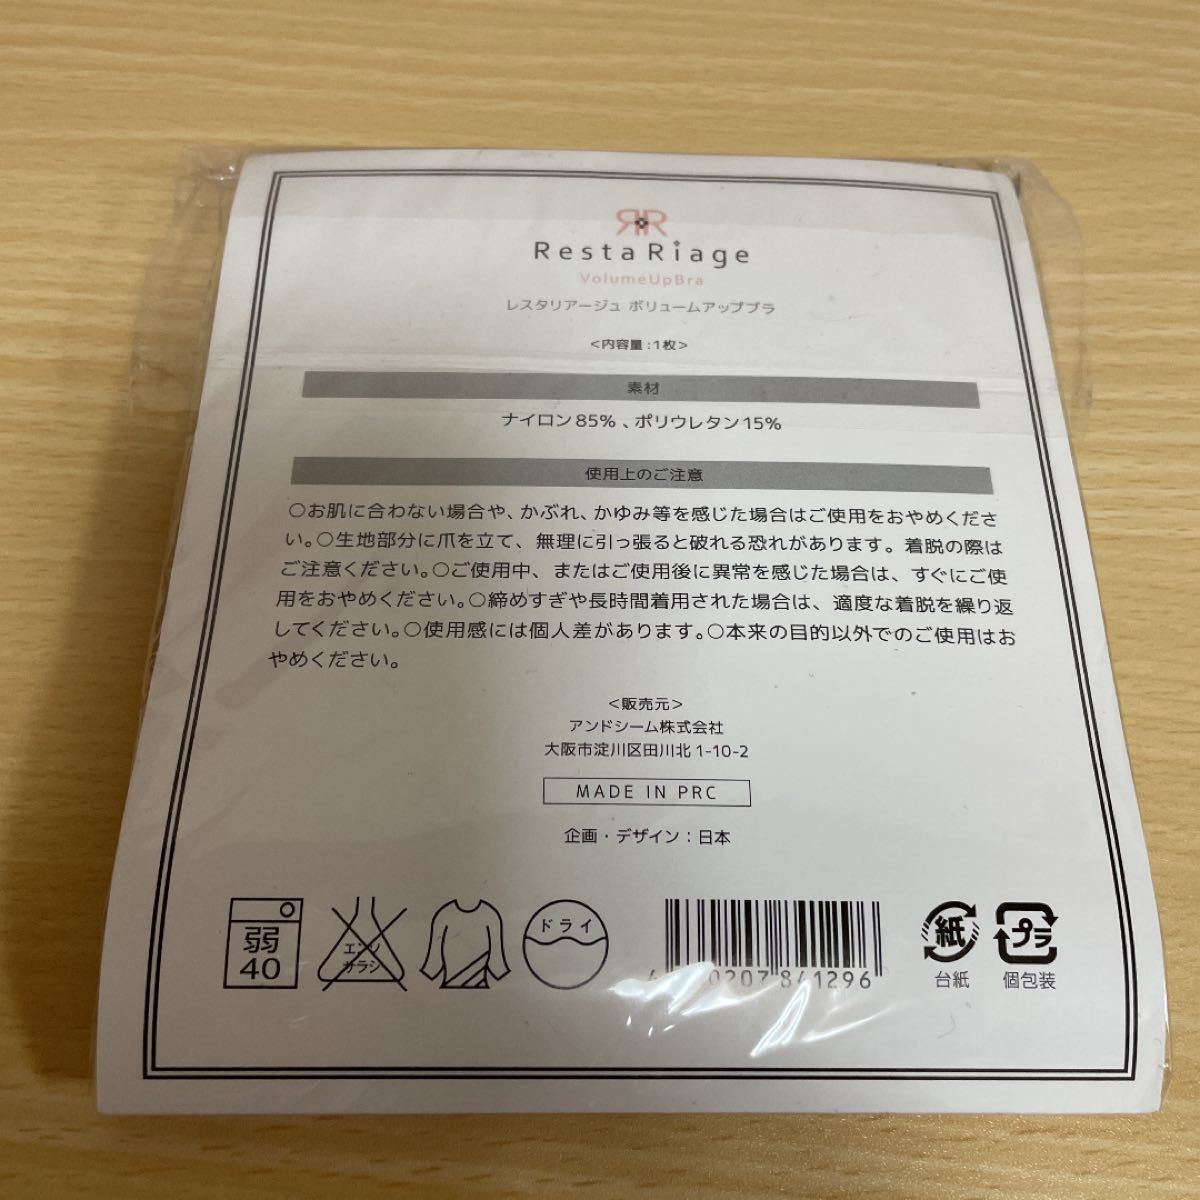 RR
RestaRiage
VolumeUpBra
レスタリアージュ ボリュームアップブラ
<内容量:1枚>
素材
ナイロン85%、ポリウレタン15%
使用上のご注意
○お肌に合わない場合や、かぶれ、かゆみ等を感じた場合はご使用をおやめくださ
い。○生地部分に爪を立て、無理に引っ張ると破れる恐れがあります。着脱の際は
ご注意ください。○ご使用中、またはご使用後に異常を感じた場合は、すぐにご使
用をおやめください。○締めすぎや長時間着用された場合は、適度な着脱を繰り返
してください。○使用感には個人差があります。○本来の目的以外でのご使用はお
やめください。
<販売元>
アンドシーム株式会社
大阪市淀川区田川北1-10-2
MADE IN PRC
企画・デザイン:日本
弱
40
エンソ
サラシ
ドライ
0207 841296
紙
台紙
プラ
個包装